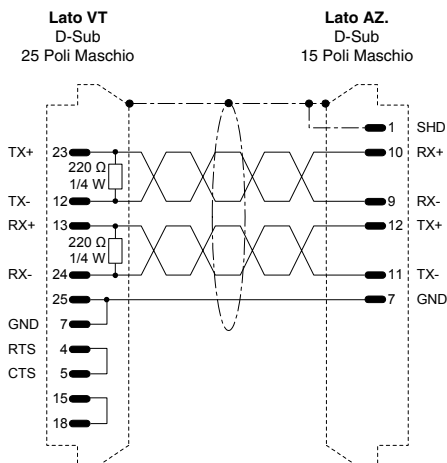 Lato VT
D-Sub
25 Poli Maschio
Lato AZ.
D-Sub
15 Poli Maschio
1 SHD
TX+ 23
10 RX+
220 Ω
1/4 W
TX- 12
9 RX-
RX+ 13
12 TX+
220 Ω
1/4 W
RX- 24
11 TX-
25
7 GND
GND 7
RTS 4
CTS 5
15
18